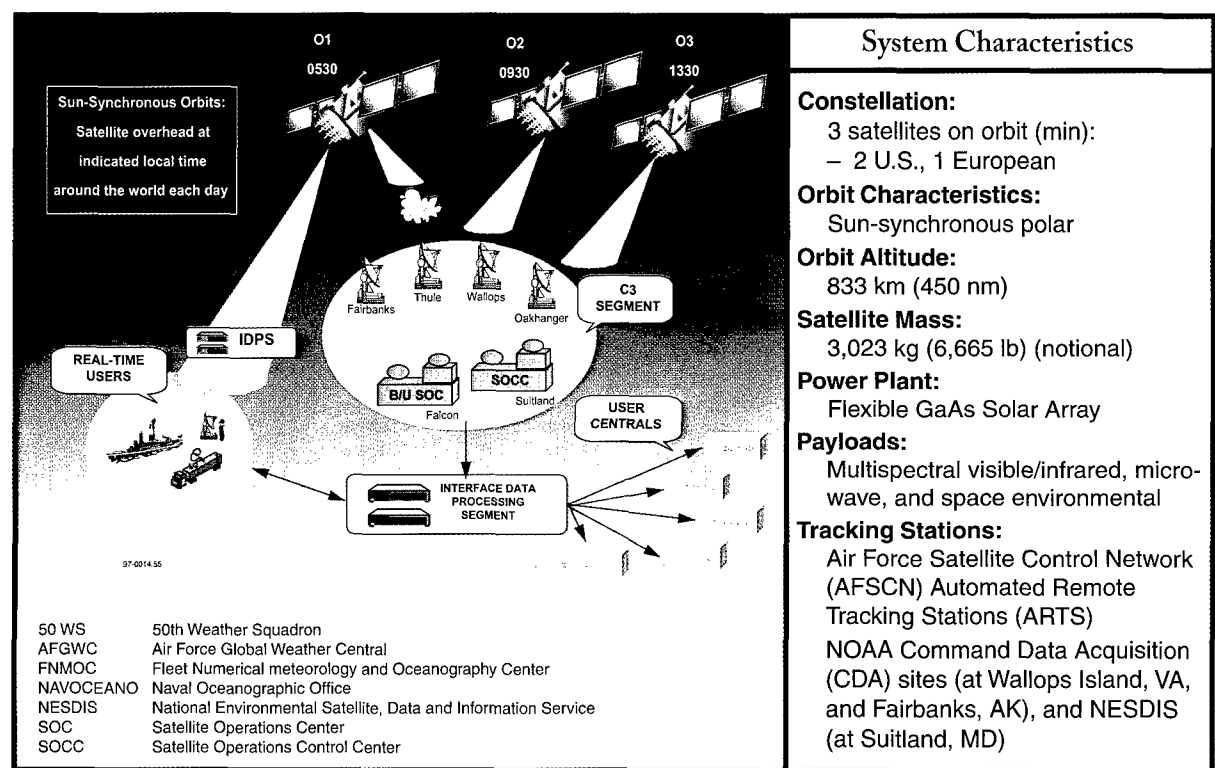 O1
0530
O2
0930
O3
1330
Sun-Synchronous Orbits:
Satellite overhead at
indicated local time
around the world each day
Fairbanks
Thule
Wallops
Oakhanger
C3
SEGMENT
IDPS
REAL-TIME
USERS
B/U SOC
Falcon
SOCC
Suitland
USER
CENTRALS
INTERFACE DATA
PROCESSING
SEGMENT
97-0014.55
50 WS 50th Weather Squadron
AFGWC Air Force Global Weather Central
FNMOC Fleet Numerical meteorology and Oceanography Center
NAVOCEANO Naval Oceanographic Office
NESDIS National Environmental Satellite, Data and Information Service
SOC Satellite Operations Center
SOCC Satellite Operations Control Center
System Characteristics
Constellation:
3 satellites on orbit (min):
– 2 U.S., 1 European
Orbit Characteristics:
Sun-synchronous polar
Orbit Altitude:
833 km (450 nm)
Satellite Mass:
3,023 kg (6,665 lb) (notional)
Power Plant:
Flexible GaAs Solar Array
Payloads:
Multispectral visible/infrared, micro-
wave, and space environmental
Tracking Stations:
Air Force Satellite Control Network
(AFSCN) Automated Remote
Tracking Stations (ARTS)
NOAA Command Data Acquisition
(CDA) sites (at Wallops Island, VA,
and Fairbanks, AK), and NESDIS
(at Suitland, MD)